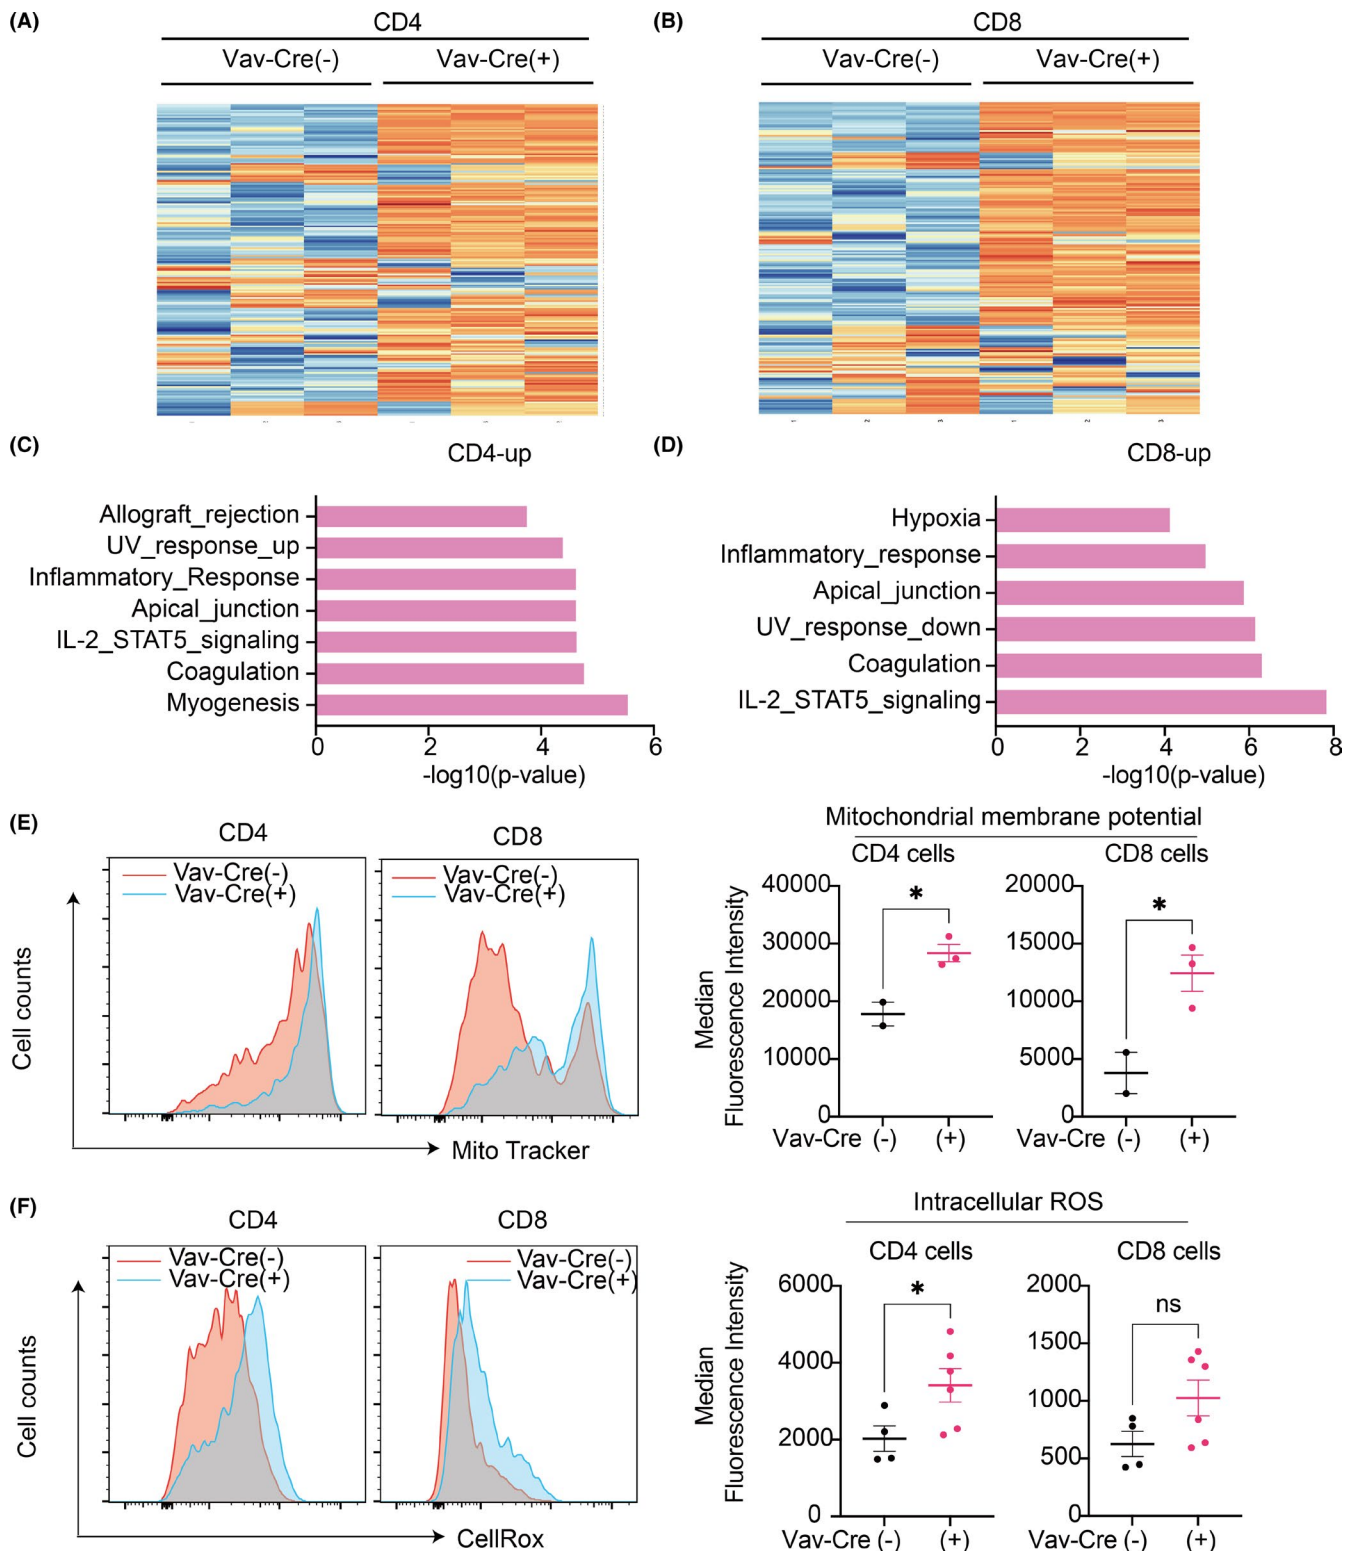 (A)
CD4
Vav-Cre(-) Vav-Cre(+)
(B)
CD8
Vav-Cre(-) Vav-Cre(+)
1 2 3 1 2 3
(C)
CD4-up
Allograft_rejection
UV_response_up
Inflammatory_Response
Apical_junction
IL-2_STAT5_signaling
Coagulation
Myogenesis
0 2 4 6
-log10(p-value)
(D)
CD8-up
Hypoxia
Inflammatory_response
Apical_junction
UV_response_down
Coagulation
IL-2_STAT5_signaling
0 2 4 6 8
-log10(p-value)
(E)
CD4
Vav-Cre(-)
Vav-Cre(+)
CD8
Vav-Cre(-)
Vav-Cre(+)
Cell counts
Mito Tracker
Mitochondrial membrane potential
CD4 cells
Median
Fluorescence Intensity
40000
30000
20000
10000
0
*
Vav-Cre (-) (+)
CD8 cells
20000
15000
10000
5000
0
*
Vav-Cre (-) (+)
(F)
CD4
Vav-Cre(-)
Vav-Cre(+)
CD8
Vav-Cre(-)
Vav-Cre(+)
Cell counts
CellRox
Intracellular ROS
CD4 cells
Median
Fluorescence Intensity
6000
4000
2000
0
*
Vav-Cre (-) (+)
CD8 cells
2000
1500
1000
500
0
ns
Vav-Cre (-) (+)